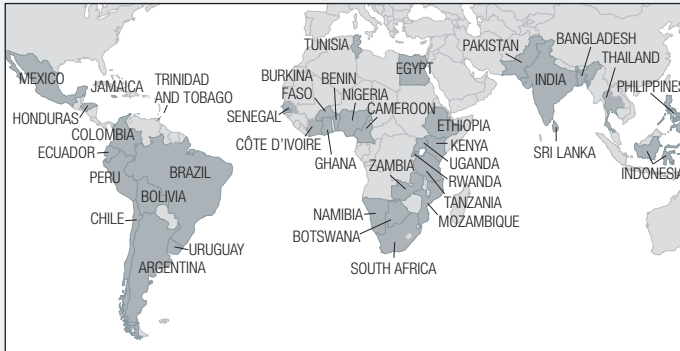 MEXICO
JAMAICA
TRINIDAD
AND TOBAGO
HONDURAS
COLOMBIA
ECUADOR
PERU
BRAZIL
BOLIVIA
CHILE
URUGUAY
ARGENTINA
TUNISIA
EGYPT
BURKINA
FASO
BENIN
NIGERIA
CAMEROON
SENEGAL
CÔTE D'IVOIRE
GHANA
ETHIOPIA
KENYA
UGANDA
RWANDA
TANZANIA
ZAMBIA
MOZAMBIQUE
NAMIBIA
BOTSWANA
SOUTH AFRICA
PAKISTAN
BANGLADESH
THAILAND
INDIA
PHILIPPINES
SRI LANKA
INDONESIA